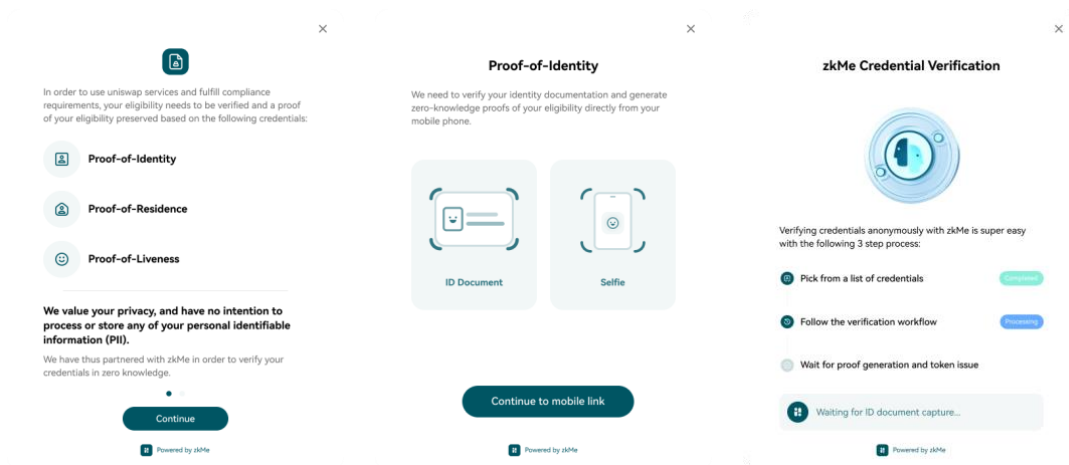 In order to use uniswap services and fulfill compliance
requirements, your eligibility needs to be verified and a proof
of your eligibility preserved based on the following credentials:
Proof-of-Identity
Proof-of-Residence
Proof-of-Liveness
We value your privacy, and have no intention to
process or store any of your personal identifiable
information (PII).
We have thus partnered with zkMe in order to verify your
credentials in zero knowledge.
Continue
Powered by zkMe
Proof-of-Identity
We need to verify your identity documentation and generate
zero-knowledge proofs of your eligibility directly from your
mobile phone.
ID Document
Selfie
Continue to mobile link
Powered by zkMe
zkMe Credential Verification
Verifying credentials anonymously with zkMe is super easy
with the following 3 step process:
Pick from a list of credentials
Completed
Follow the verification workflow
Processing
Wait for proof generation and token issue
Waiting for ID document capture...
Powered by zkMe